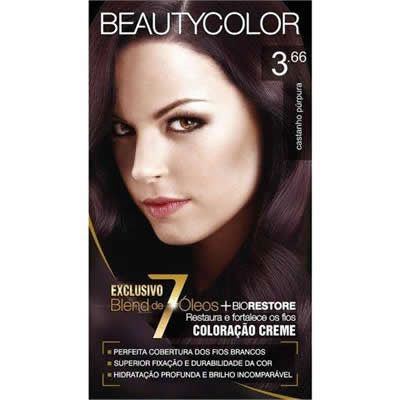 BEAUTYCOLOR
3.66
castanho púrpura
EXCLUSIVO
Blend de 7 Óleos + BIORESTORE
Restaura e fortalece os fios
COLORAÇÃO CREME
PERFEITA COBERTURA DOS FIOS BRANCOS
SUPERIOR FIXAÇÃO E DURABILIDADE DA COR
HIDRATAÇÃO PROFUNDA E BRILHO INCOMPARÁVEL